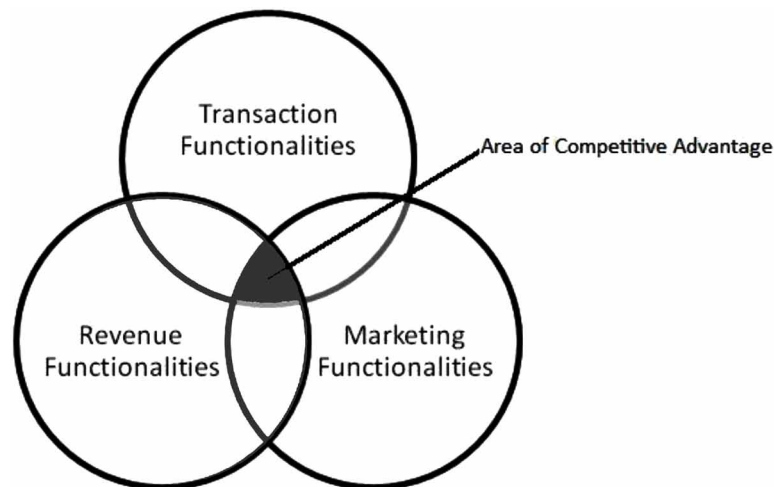 Transaction
Functionalities
Area of Competitive Advantage
Revenue
Functionalities
Marketing
Functionalities